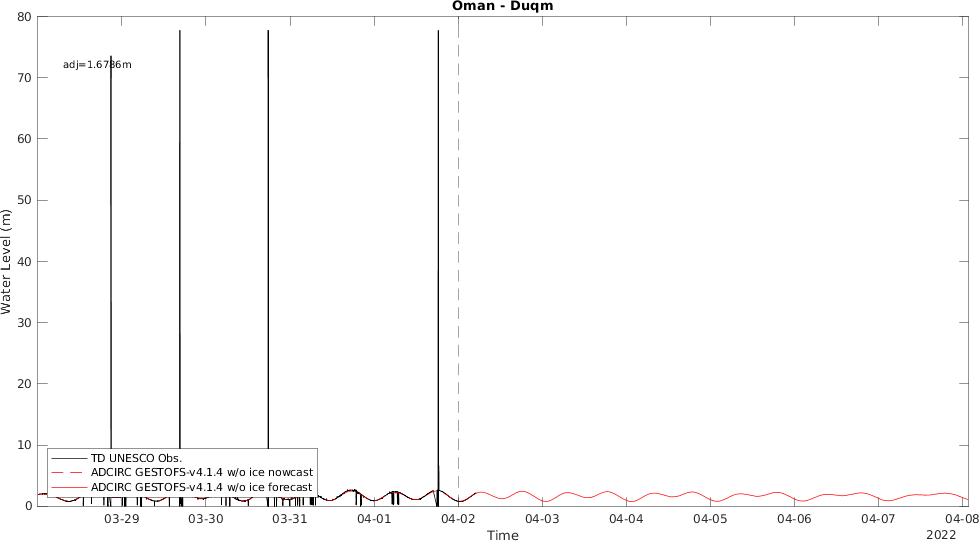 Oman - Duqm
80
70
60
50
40
30
20
10
0
Water Level (m)
adj=1.6786m
TD UNESCO Obs.
ADCIRC GESTOFS-v4.1.4 w/o ice nowcast
ADCIRC GESTOFS-v4.1.4 w/o ice forecast
03-29 03-30 03-31 04-01 04-02 04-03 04-04 04-05 04-06 04-07 04-08
Time
2022